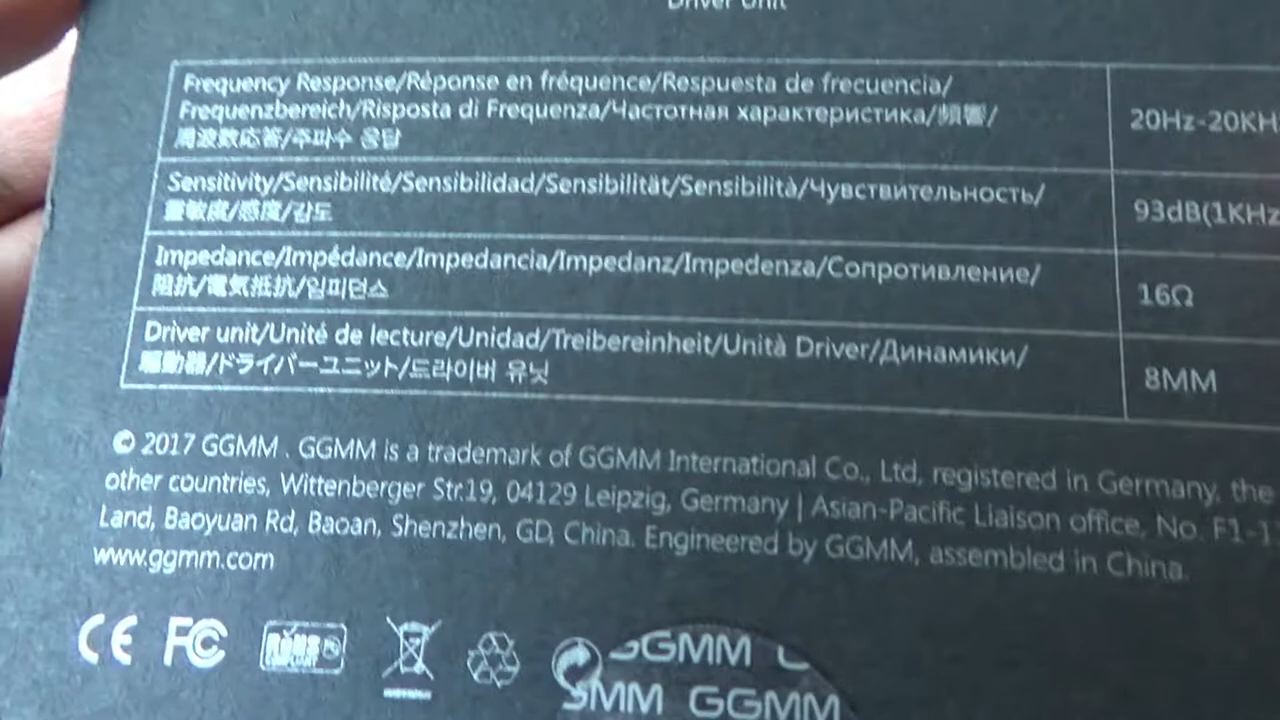 Driver Unit
Frequency Response/Réponse en fréquence/Respuesta de frecuencia/
Frequenzbereich/Risposta di Frequenza/Частотная характеристика/頻響/
周波数応答/주파수 응답
20Hz-20KH
Sensitivity/Sensibilité/Sensibilidad/Sensibilität/Sensibilità/Чувствительность/
靈敏度/感度/감도
93dB(1KHz
Impedance/Impédance/Impedancia/Impedanz/Impedenza/Сопротивление/
阻抗/電気抵抗/임피던스
16Ω
Driver unit/Unité de lecture/Unidad/Treibereinheit/Unità Driver/Динамики/
驅動器/ドライバーユニット/드라이버 유닛
8MM
© 2017 GGMM . GGMM is a trademark of GGMM International Co., Ltd, registered in Germany, the
other countries, Wittenberger Str.19, 04129 Leipzig, Germany | Asian-Pacific Liaison office, No. F1-1
Land, Baoyuan Rd, Baoan, Shenzhen, GD, China. Engineered by GGMM, assembled in China.
www.ggmm.com
CE FC RoHS COMPLIANT
GGMM
GGMM